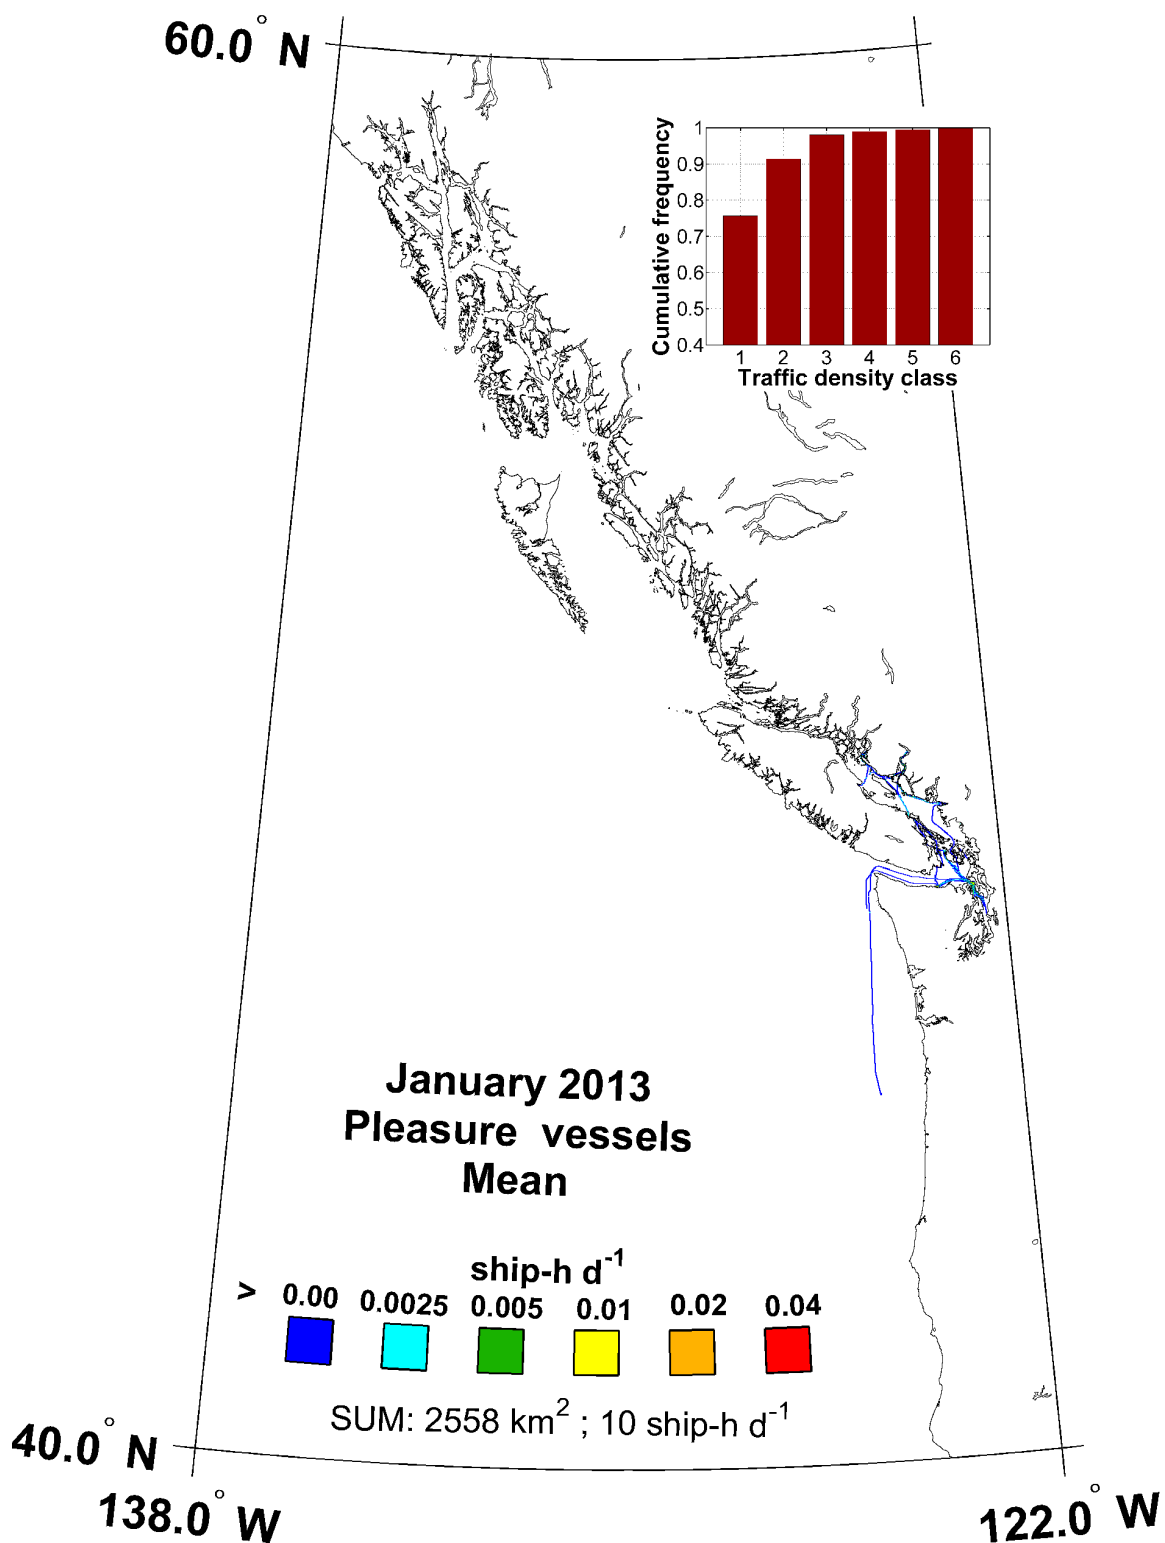 60.0° N
Cumulative frequency
1
0.9
0.8
0.7
0.6
0.5
0.4
1 2 3 4 5 6
Traffic density class
January 2013
Pleasure vessels
Mean
ship-h d⁻¹
> 0.00 0.0025 0.005 0.01 0.02 0.04
SUM: 2558 km² ; 10 ship-h d⁻¹
40.0° N
138.0° W
122.0° W